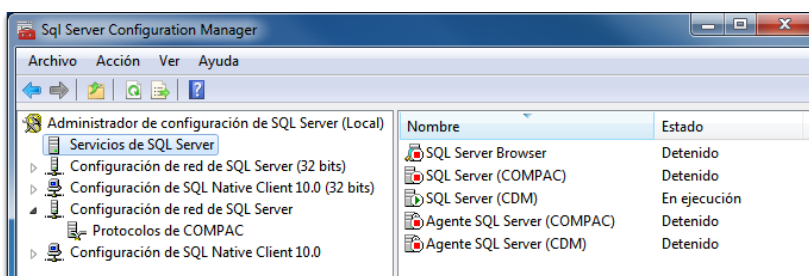 Sql Server Configuration Manager
Archivo Acción Ver Ayuda
Administrador de configuración de SQL Server (Local)
Servicios de SQL Server
Configuración de red de SQL Server (32 bits)
Configuración de SQL Native Client 10.0 (32 bits)
Configuración de red de SQL Server
Protocolos de COMPAC
Configuración de SQL Native Client 10.0
Nombre Estado
SQL Server Browser Detenido
SQL Server (COMPAC) Detenido
SQL Server (CDM) En ejecución
Agente SQL Server (COMPAC) Detenido
Agente SQL Server (CDM) Detenido